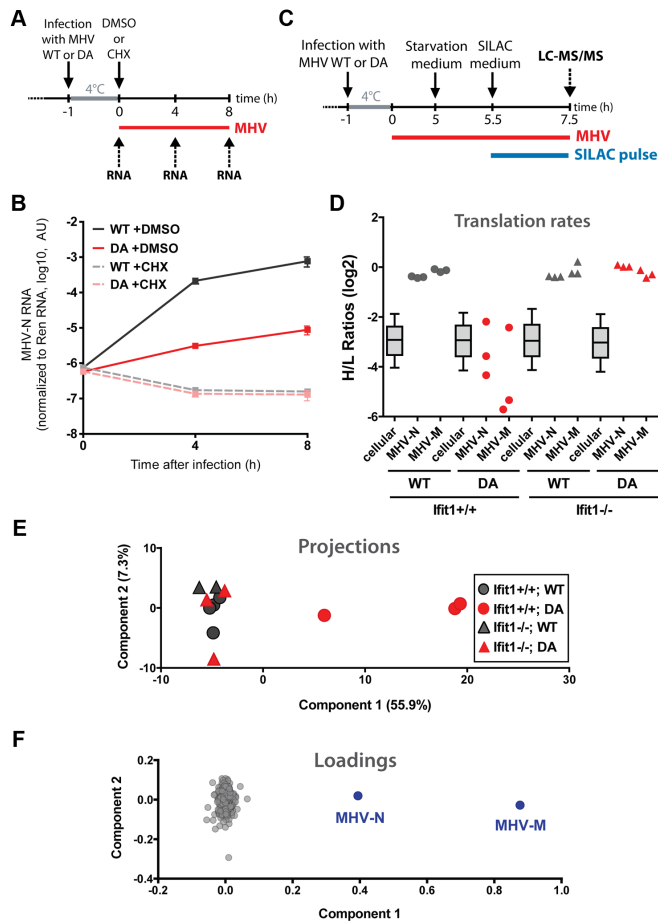 A
Infection
with MHV
WT or DA
DMSO
or
CHX
4°C
-1 0 4 8 time (h)
MHV
RNA RNA RNA
C
Infection with
MHV WT or DA
Starvation
medium
SILAC
medium
LC-MS/MS
4°C
-1 0 5 5.5 7.5
time (h)
MHV
SILAC pulse
B
MHV-N RNA
(normalized to Ren RNA, log10, AU)
-2
-3
-4
-5
-6
-7
-8
WT +DMSO
DA +DMSO
WT +CHX
DA +CHX
0 4 8
Time after infection (h)
D
Translation rates
H/L Ratios (log2)
2
0
-2
-4
-6
cellular MHV-N MHV-M cellular MHV-N MHV-M cellular MHV-N MHV-M cellular MHV-N MHV-M
WT DA WT DA
Ifit1+/+ Ifit1-/-
E
Projections
Component 2 (7.3%)
10
0
-10
-10 0 10 20 30
Component 1 (55.9%)
Ifit1+/+; WT
Ifit1+/+; DA
Ifit1-/-; WT
Ifit1-/-; DA
F
Loadings
Component 2
0.2
0.0
-0.2
-0.4
MHV-N
MHV-M
-0.2 0.0 0.2 0.4 0.6 0.8 1.0
Component 1